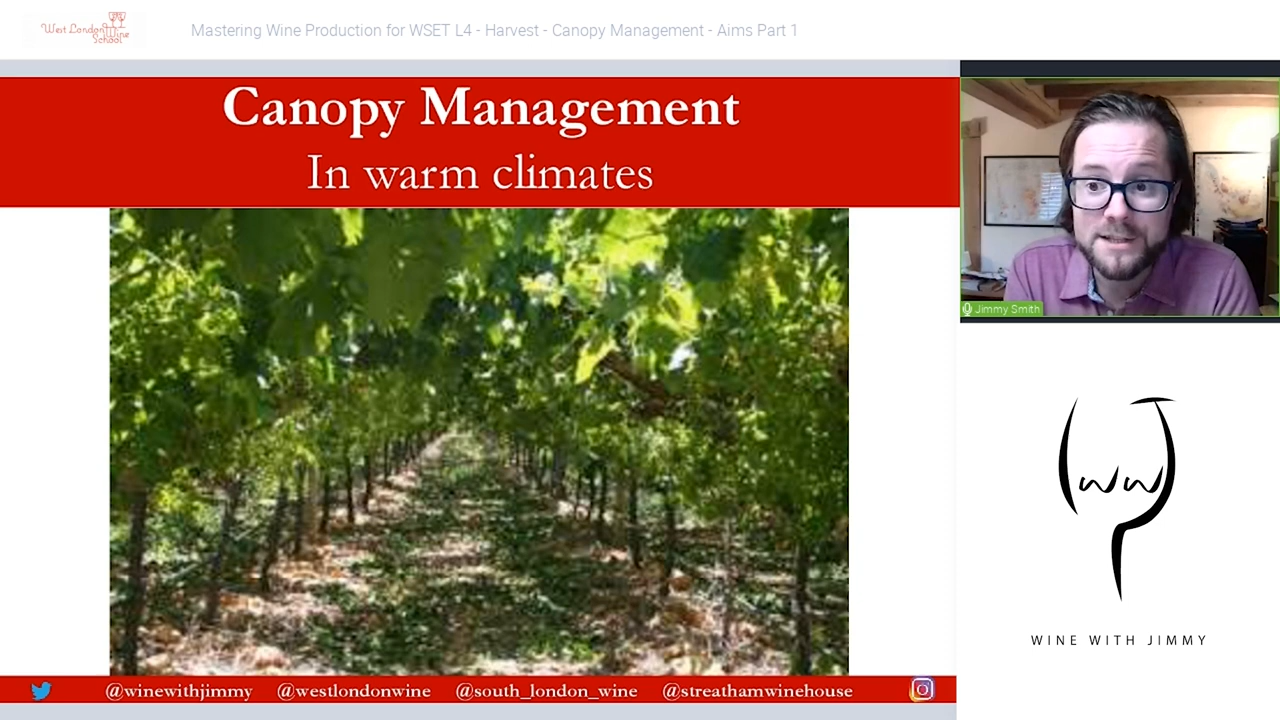 West London
Wine
School
Mastering Wine Production for WSET L4 - Harvest - Canopy Management - Aims Part 1
Canopy Management
In warm climates
Jimmy Smith
ww
WINE WITH JIMMY
@winewithjimmy @westlondonwine @south_london_wine @streathamwinehouse